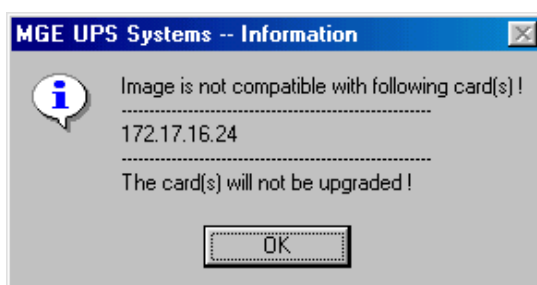 MGE UPS Systems -- Information
Image is not compatible with following card(s) !
--------------------------------------------------------
172.17.16.24
--------------------------------------------------------
The card(s) will not be upgraded !
OK